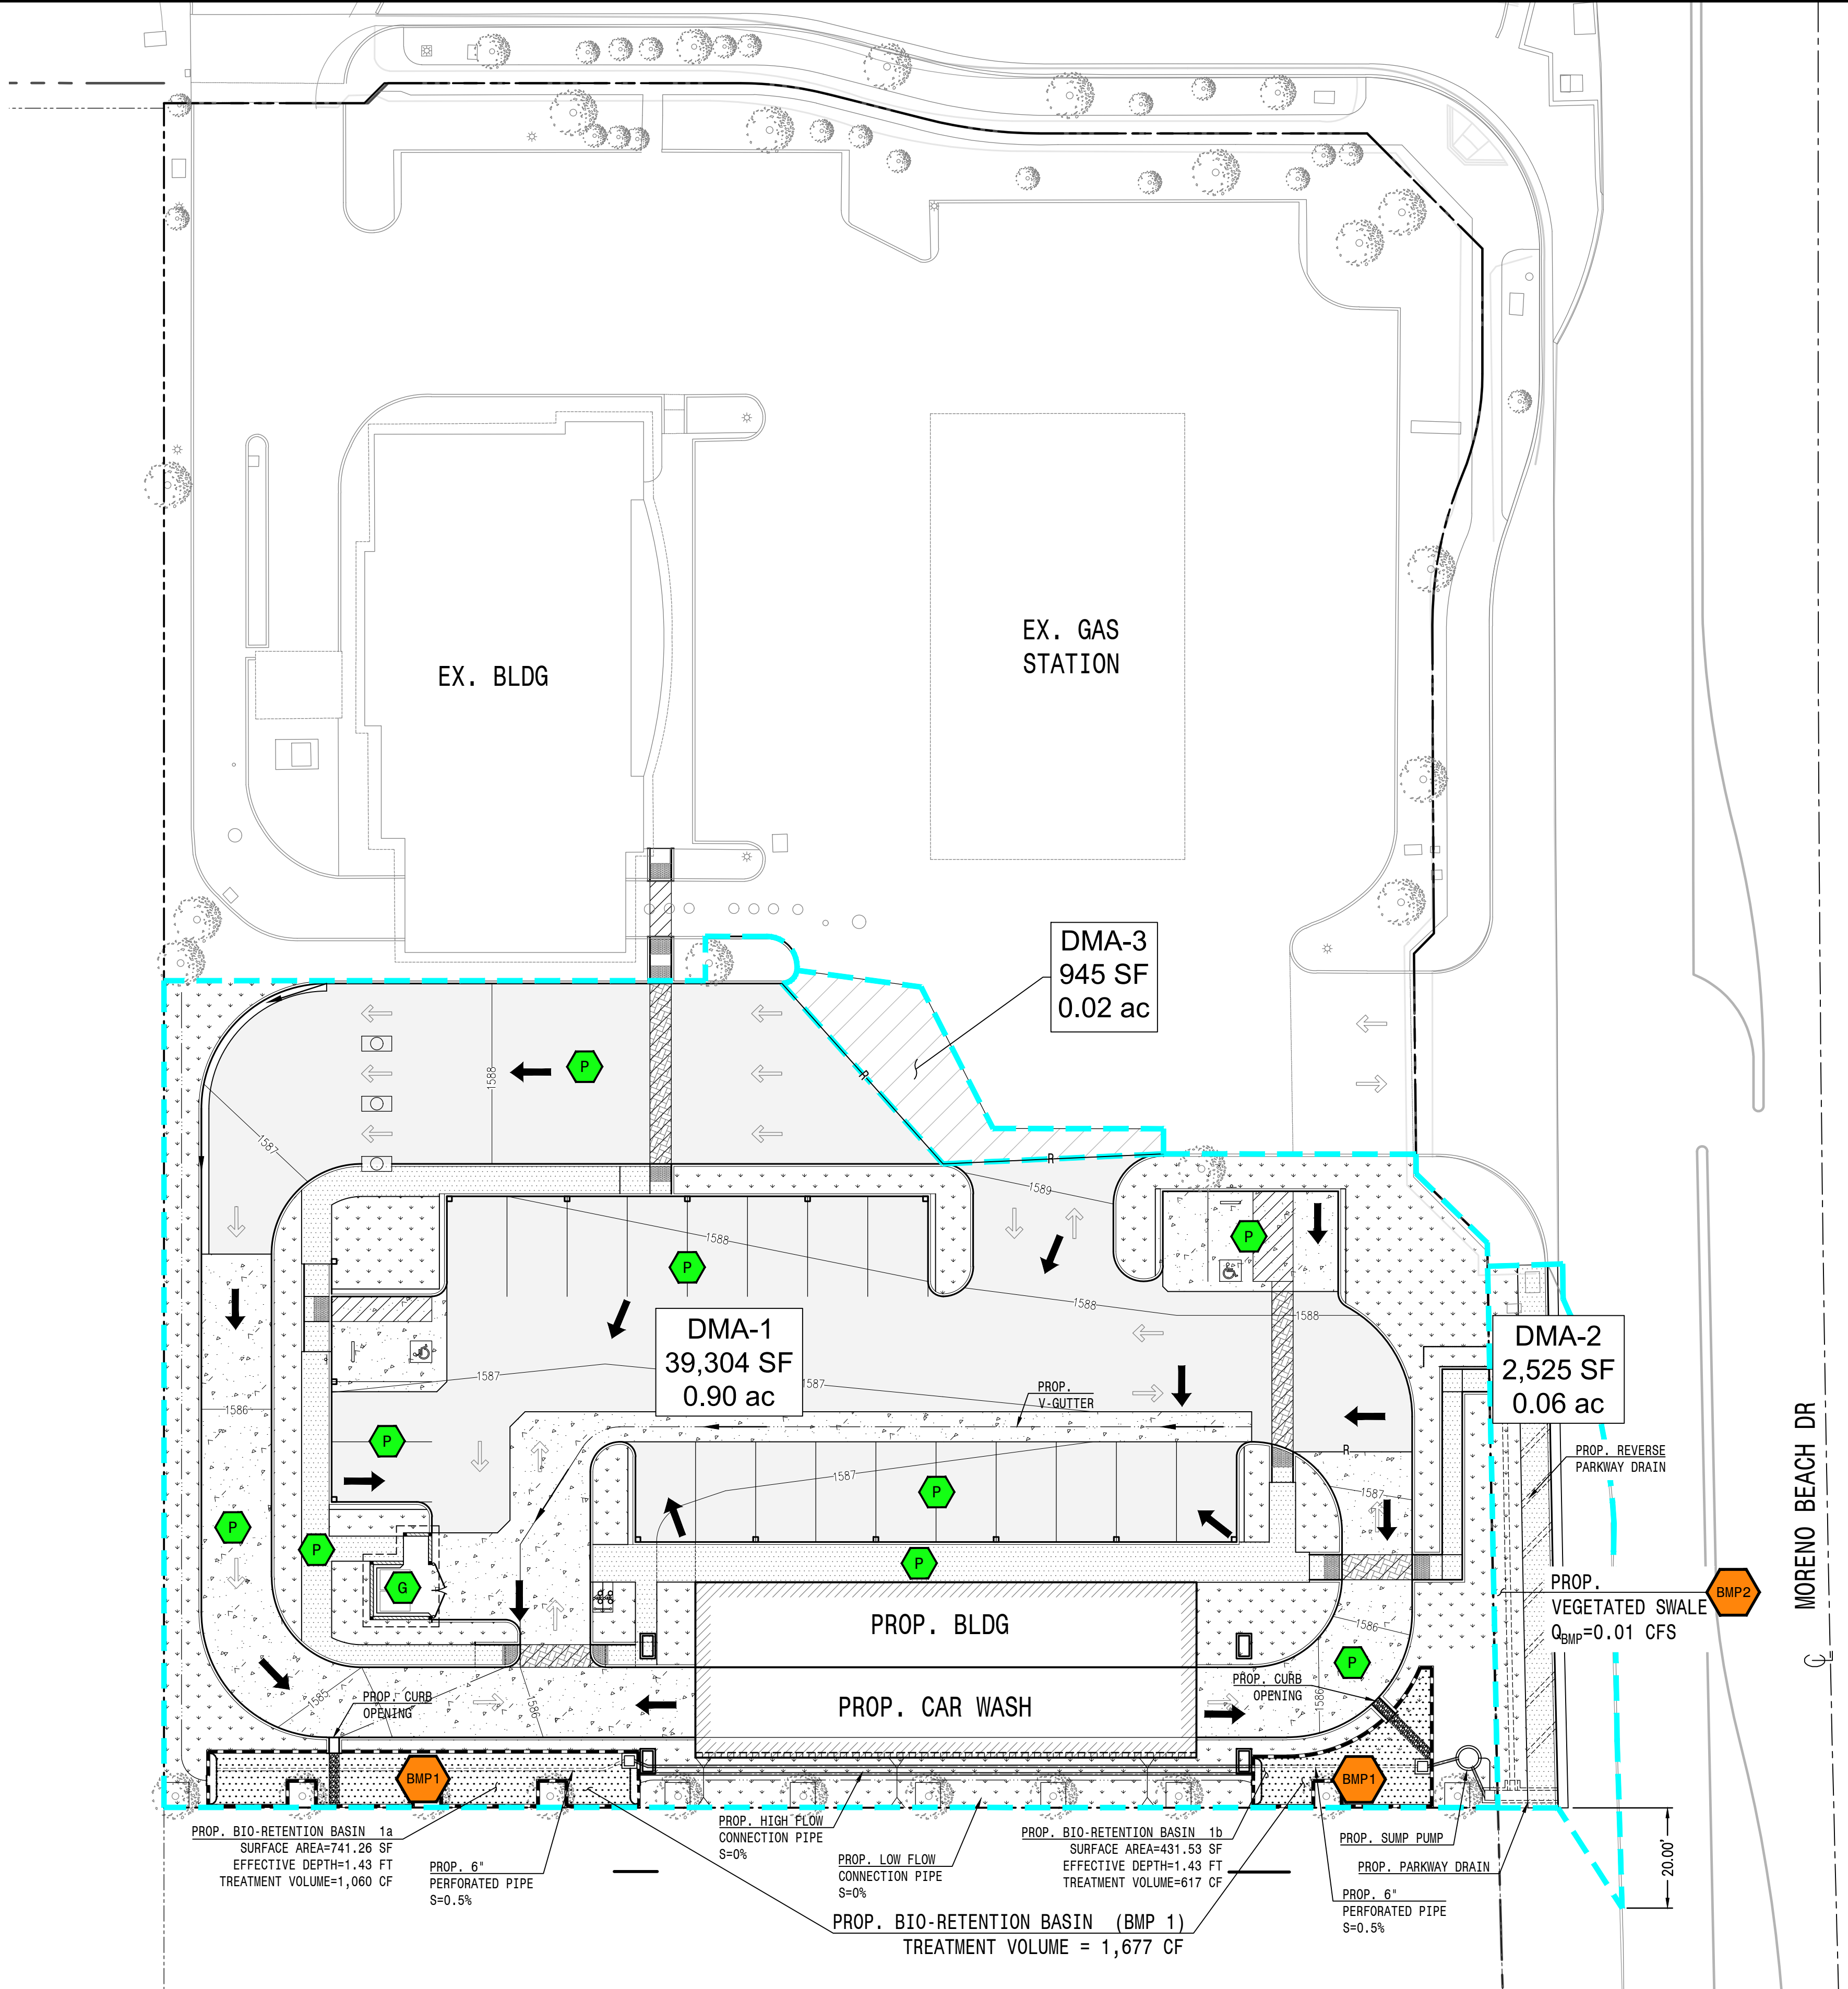 EX. BLDG
EX. GAS
STATION
DMA-3
945 SF
0.02 ac
1588
P
R
1587
R
1589
P
1588
P
1588
1588
DMA-1
39,304 SF
0.90 ac
DMA-2
2,525 SF
0.06 ac
1587
1587
PROP.
V-GUTTER
1586
P
R
PROP. REVERSE
PARKWAY DRAIN
MORENO BEACH DR
1587
P
1587
P
P
P
G
PROP.
VEGETATED SWALE
QBMP=0.01 CFS
BMP2
PROP. BLDG
1586
P
PROP. CAR WASH
1585
PROP. CURB
OPENING
1586
PROP. CURB
OPENING
1586
BMP1
BMP1
PROP. BIO-RETENTION BASIN 1a
SURFACE AREA=741.26 SF
EFFECTIVE DEPTH=1.43 FT
TREATMENT VOLUME=1,060 CF
PROP. 6"
PERFORATED PIPE
S=0.5%
PROP. HIGH FLOW
CONNECTION PIPE
S=0%
PROP. LOW FLOW
CONNECTION PIPE
S=0%
PROP. BIO-RETENTION BASIN 1b
SURFACE AREA=431.53 SF
EFFECTIVE DEPTH=1.43 FT
TREATMENT VOLUME=617 CF
PROP. SUMP PUMP
PROP. PARKWAY DRAIN
PROP. 6"
PERFORATED PIPE
S=0.5%
20.00'
PROP. BIO-RETENTION BASIN (BMP 1)
TREATMENT VOLUME = 1,677 CF